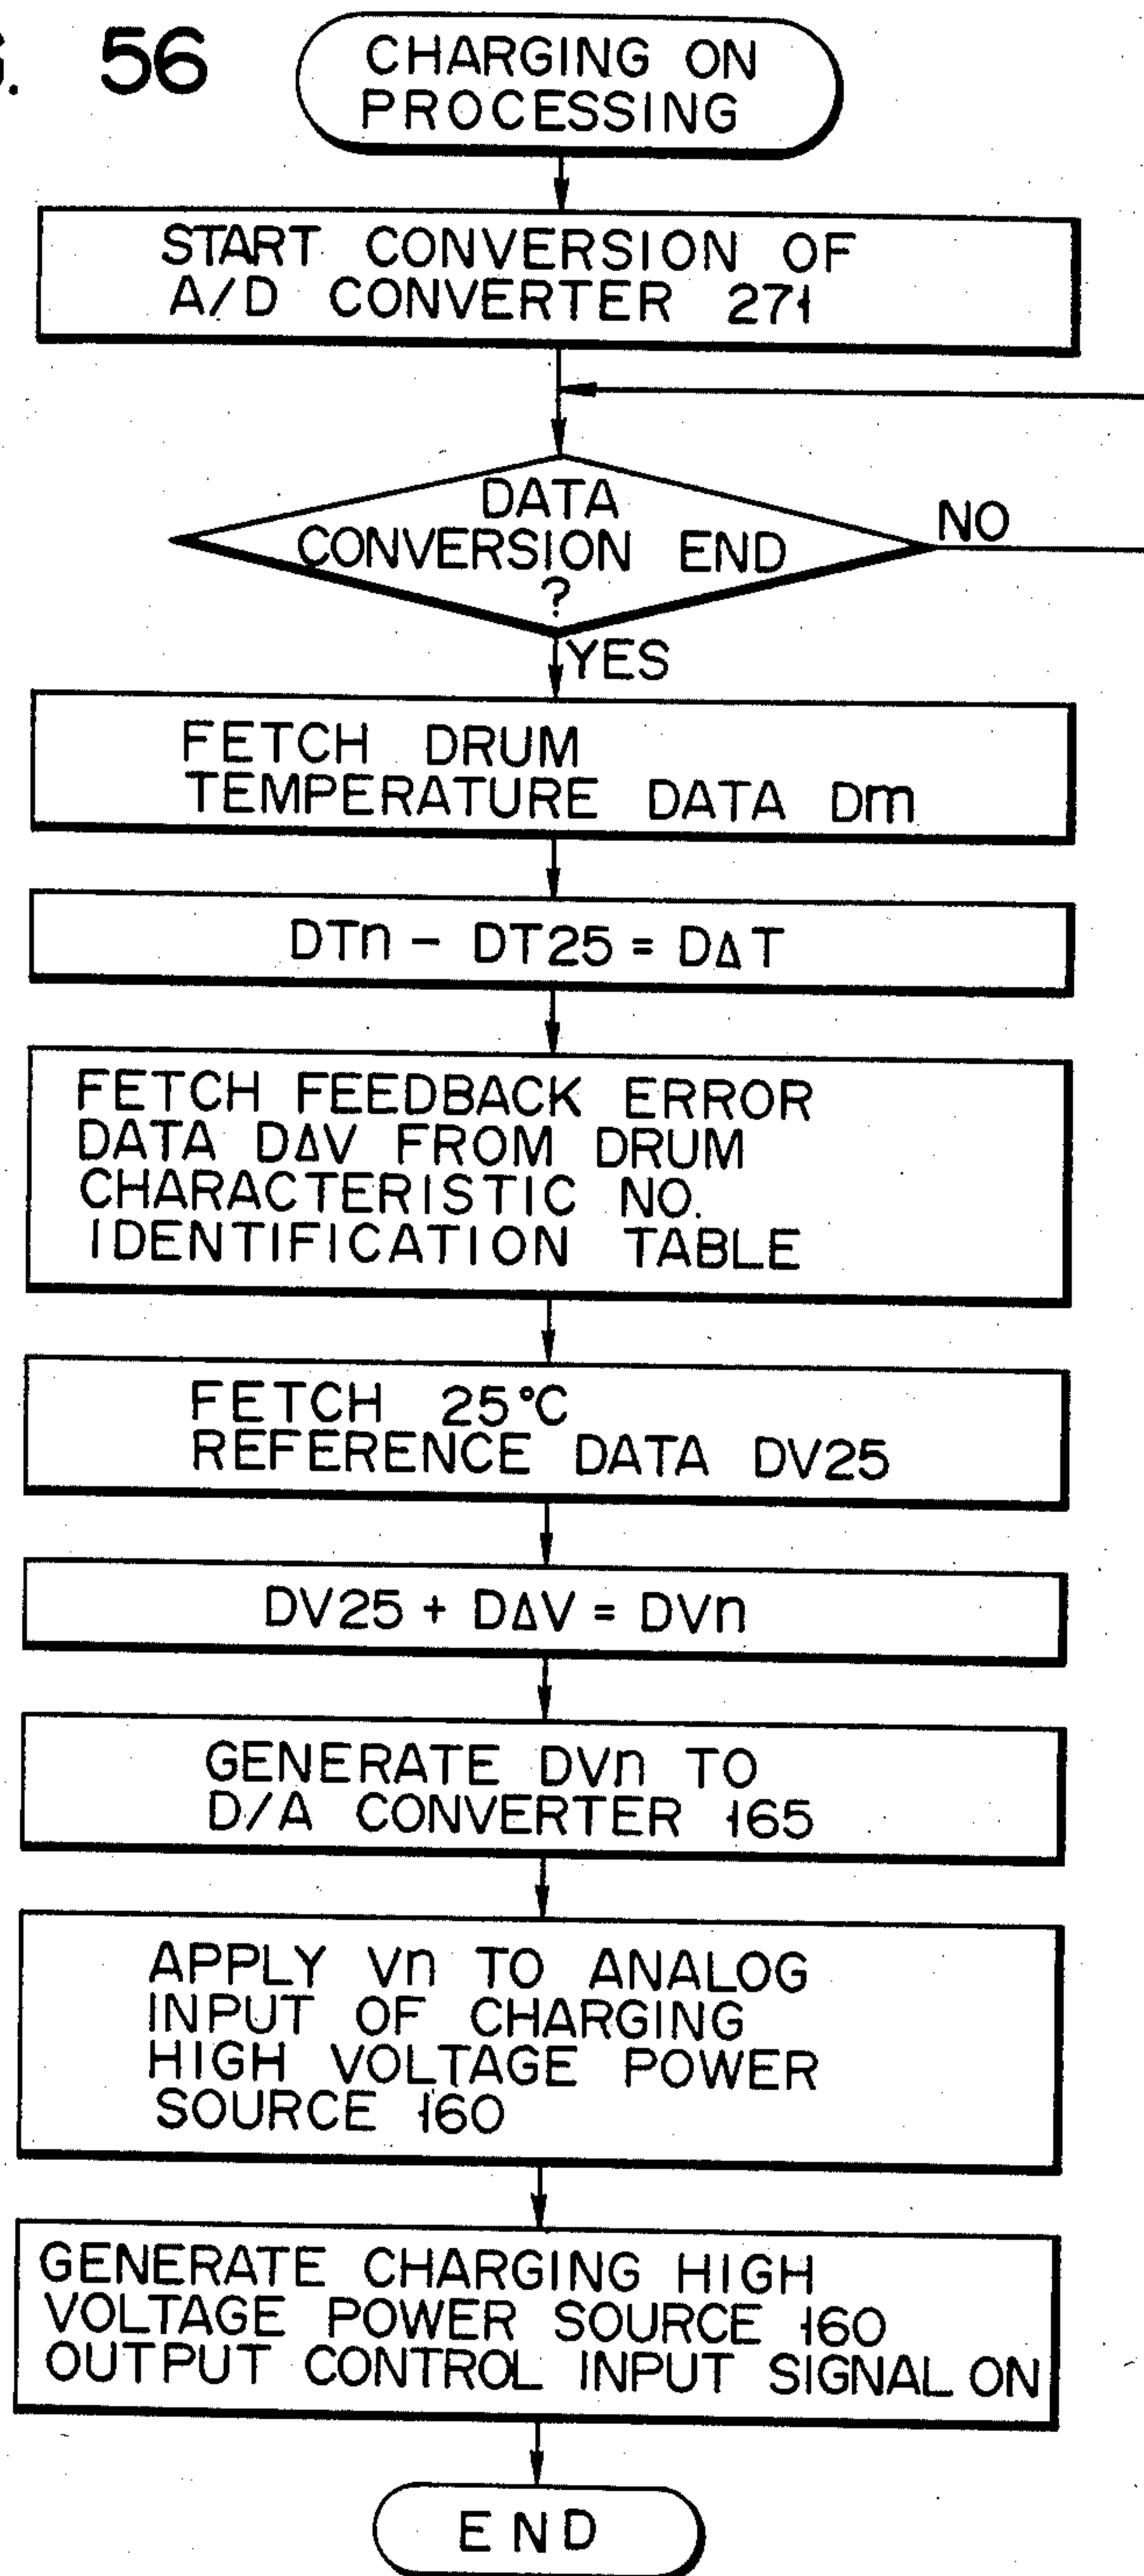 G. 56
CHARGING ON
PROCESSING
START CONVERSION OF
A/D CONVERTER 271
DATA
CONVERSION END
?
NO
YES
FETCH DRUM
TEMPERATURE DATA Dm
DTn - DT25 = DΔT
FETCH FEEDBACK ERROR
DATA DΔV FROM DRUM
CHARACTERISTIC NO.
IDENTIFICATION TABLE
FETCH 25°C
REFERENCE DATA DV25
DV25 + DΔV = DVn
GENERATE DVn TO
D/A CONVERTER 165
APPLY Vn TO ANALOG
INPUT OF CHARGING
HIGH VOLTAGE POWER
SOURCE 160
GENERATE CHARGING HIGH
VOLTAGE POWER SOURCE 160
OUTPUT CONTROL INPUT SIGNAL ON
END